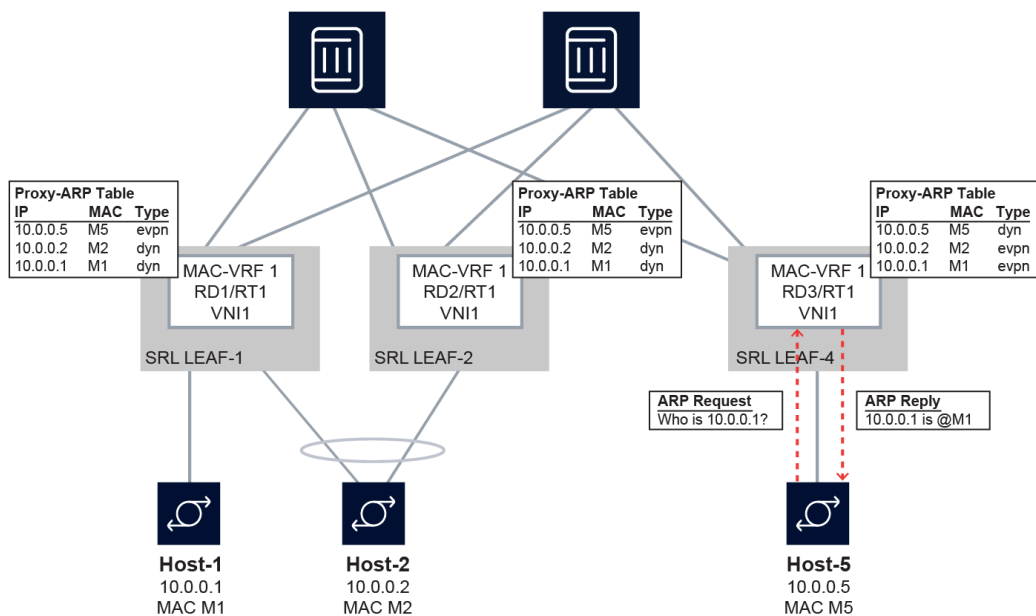 Proxy-ARP Table
IP MAC Type
10.0.0.5 M5 evpn
10.0.0.2 M2 dyn
10.0.0.1 M1 dyn
Proxy-ARP Table
IP MAC Type
10.0.0.5 M5 evpn
10.0.0.2 M2 dyn
10.0.0.1 M1 dyn
Proxy-ARP Table
IP MAC Type
10.0.0.5 M5 dyn
10.0.0.2 M2 evpn
10.0.0.1 M1 evpn
MAC-VRF 1
RD1/RT1
VNI1
SRL LEAF-1
MAC-VRF 1
RD2/RT1
VNI1
SRL LEAF-2
MAC-VRF 1
RD3/RT1
VNI1
SRL LEAF-4
ARP Request
Who is 10.0.0.1?
ARP Reply
10.0.0.1 is @M1
Host-1
10.0.0.1
MAC M1
Host-2
10.0.0.2
MAC M2
Host-5
10.0.0.5
MAC M5